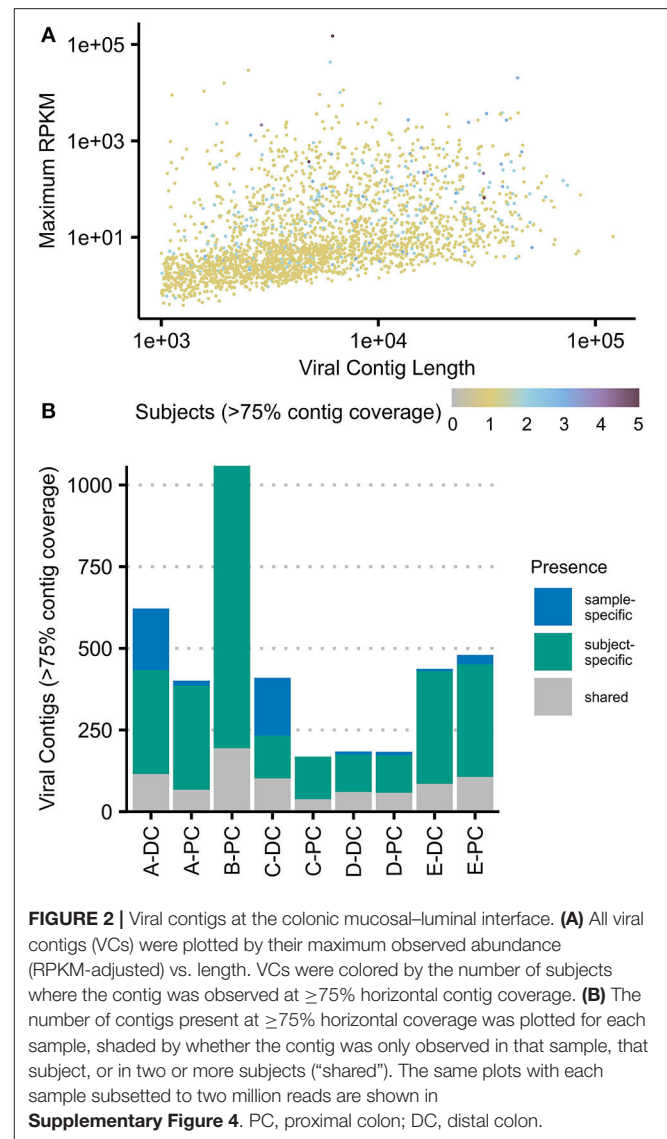 A
1e+05
1e+03
1e+01
Maximum RPKM
1e+03 1e+04 1e+05
Viral Contig Length
Subjects (>75% contig coverage)
0 1 2 3 4 5
B
1000
750
500
250
0
Viral Contigs (>75% contig coverage)
A-DC
A-PC
B-PC
C-DC
C-PC
D-DC
D-PC
E-DC
E-PC
Presence
sample-
specific
subject-
specific
shared
FIGURE 2 | Viral contigs at the colonic mucosal–luminal interface. (A) All viral
contigs (VCs) were plotted by their maximum observed abundance
(RPKM-adjusted) vs. length. VCs were colored by the number of subjects
where the contig was observed at ≥75% horizontal contig coverage. (B) The
number of contigs present at ≥75% horizontal coverage was plotted for each
sample, shaded by whether the contig was only observed in that sample, that
subject, or in two or more subjects (“shared”). The same plots with each
sample subsetted to two million reads are shown in
Supplementary Figure 4. PC, proximal colon; DC, distal colon.